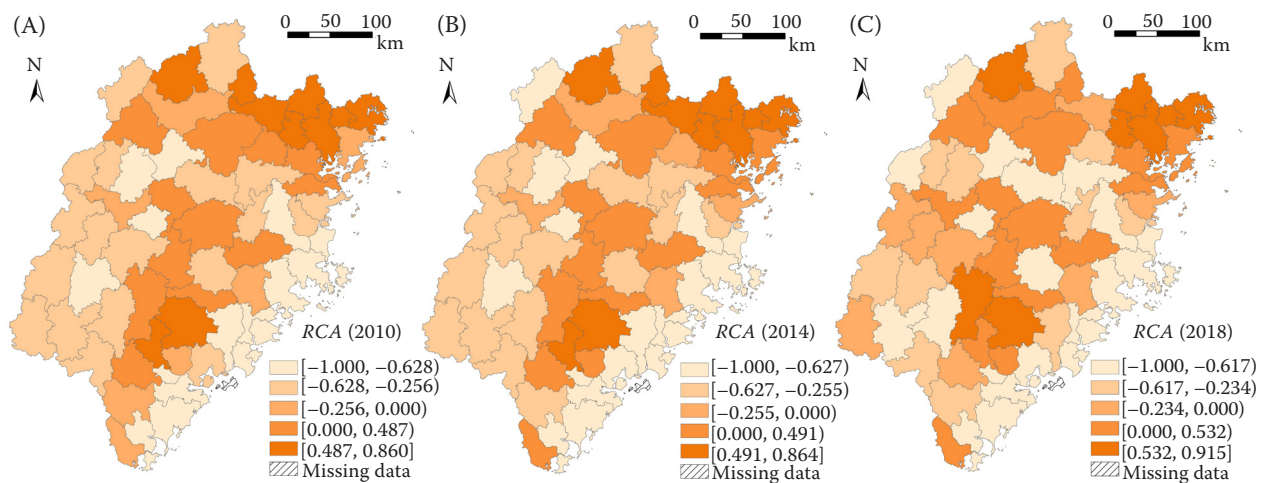 (A)
0 50 100
km
N
RCA (2010)
[−1.000, −0.628)
[−0.628, −0.256)
[−0.256, 0.000)
[0.000, 0.487)
[0.487, 0.860]
Missing data
(B)
0 50 100
km
N
RCA (2014)
[−1.000, −0.627)
[−0.627, −0.255)
[−0.255, 0.000)
[0.000, 0.491)
[0.491, 0.864]
Missing data
(C)
0 50 100
km
N
RCA (2018)
[−1.000, −0.617)
[−0.617, −0.234)
[−0.234, 0.000)
[0.000, 0.532)
[0.532, 0.915]
Missing data